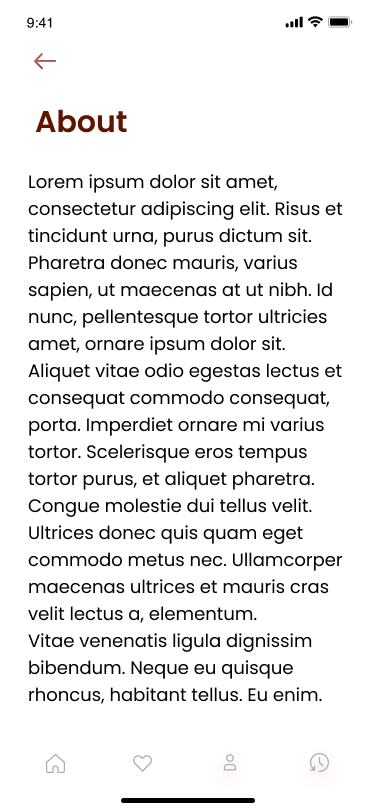 9:41
About
Lorem ipsum dolor sit amet,
consectetur adipiscing elit. Risus et
tincidunt urna, purus dictum sit.
Pharetra donec mauris, varius
sapien, ut maecenas at ut nibh. Id
nunc, pellentesque tortor ultricies
amet, ornare ipsum dolor sit.
Aliquet vitae odio egestas lectus et
consequat commodo consequat,
porta. Imperdiet ornare mi varius
tortor. Scelerisque eros tempus
tortor purus, et aliquet pharetra.
Congue molestie dui tellus velit.
Ultrices donec quis quam eget
commodo metus nec. Ullamcorper
maecenas ultrices et mauris cras
velit lectus a, elementum.
Vitae venenatis ligula dignissim
bibendum. Neque eu quisque
rhoncus, habitant tellus. Eu enim.